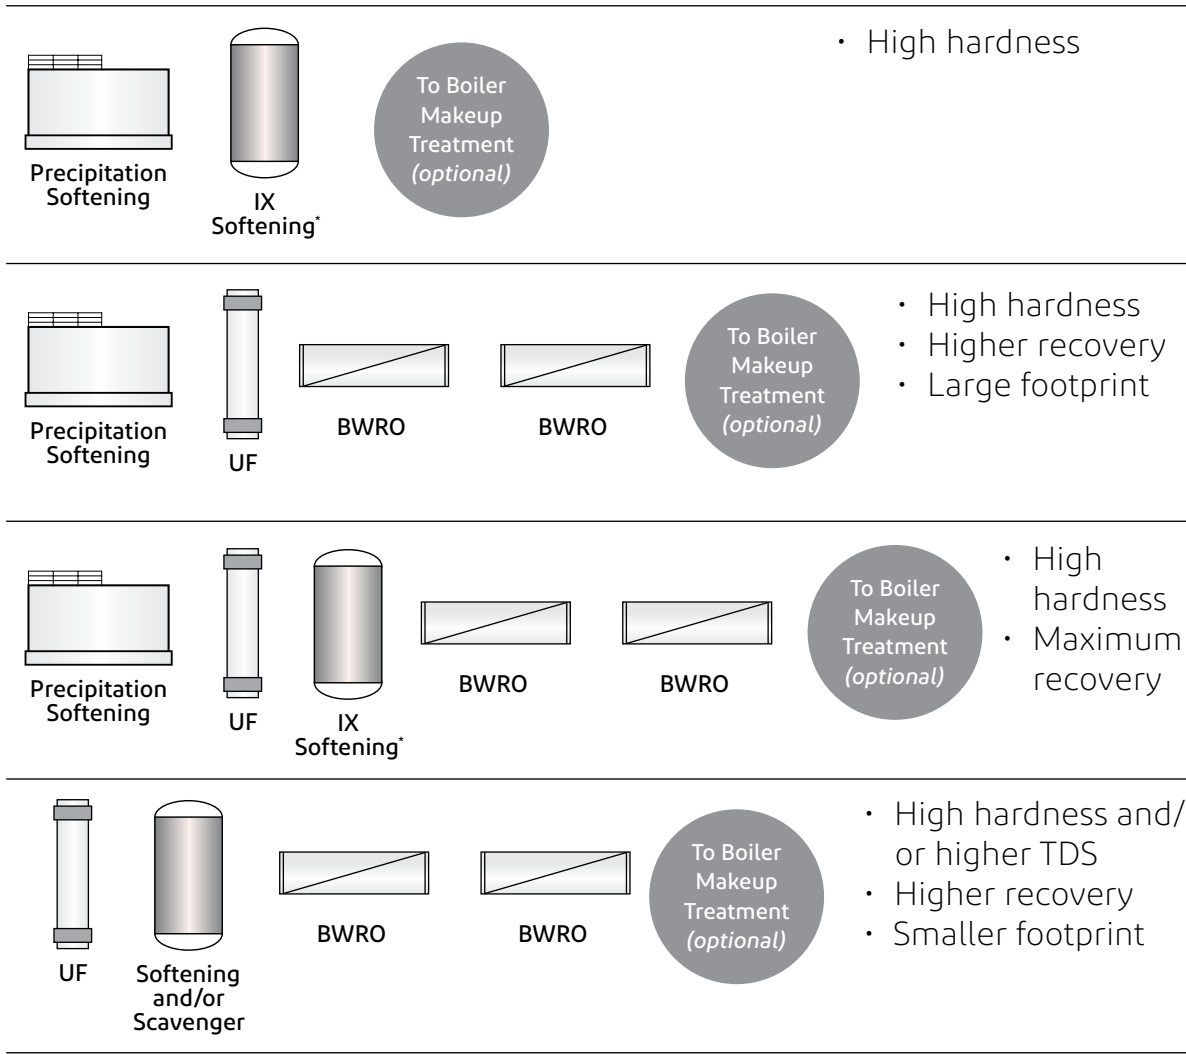 • High hardness
To Boiler
Makeup
Treatment
(optional)
Precipitation
Softening
IX
Softening*
• High hardness
• Higher recovery
• Large footprint
To Boiler
Makeup
Treatment
(optional)
Precipitation
Softening
UF
BWRO
BWRO
• High
hardness
• Maximum
recovery
To Boiler
Makeup
Treatment
(optional)
Precipitation
Softening
UF
IX
Softening*
BWRO
BWRO
• High hardness and/
or higher TDS
• Higher recovery
• Smaller footprint
To Boiler
Makeup
Treatment
(optional)
UF
Softening
and/or
Scavenger
BWRO
BWRO